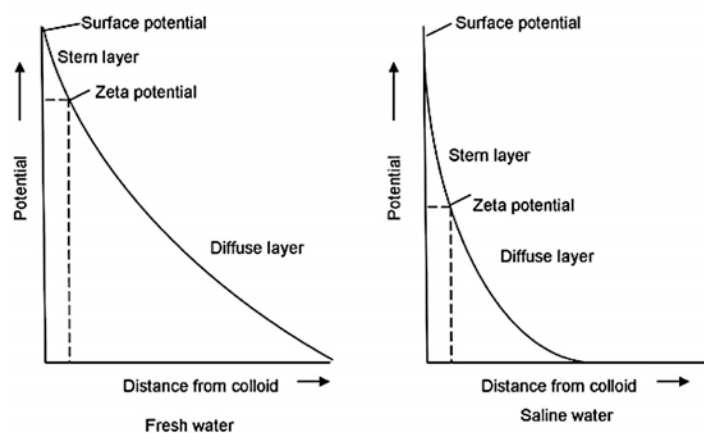 Surface potential
Stern layer
Zeta potential
Potential
Diffuse layer
Distance from colloid
Fresh water
Surface potential
Stern layer
Zeta potential
Potential
Diffuse layer
Distance from colloid
Saline water